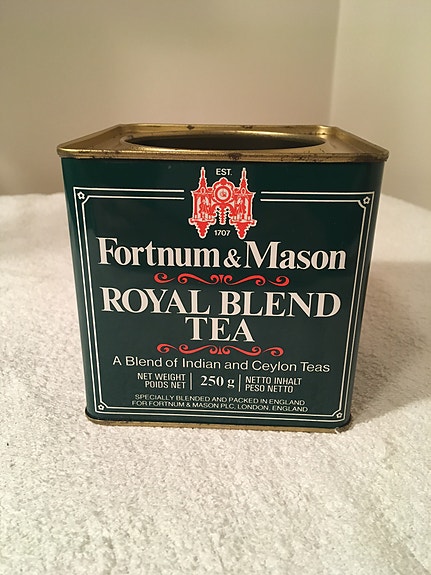 EST.
1707
Fortnum & Mason
ROYAL BLEND
TEA
A Blend of Indian and Ceylon Teas
NET WEIGHT
POIDS NET
250 g
NETTO INHALT
PESO NETTO
SPECIALLY BLENDED AND PACKED IN ENGLAND
FOR FORTNUM & MASON PLC, LONDON, ENGLAND